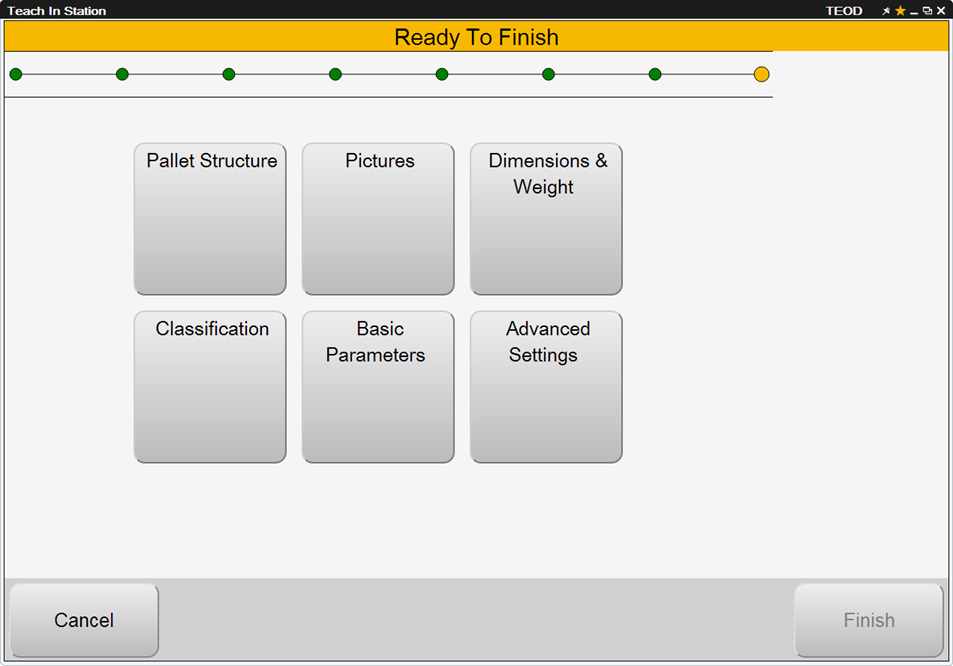 Teach In Station
TEOD
Ready To Finish
Pallet Structure
Pictures
Dimensions &
Weight
Classification
Basic
Parameters
Advanced
Settings
Cancel
Finish